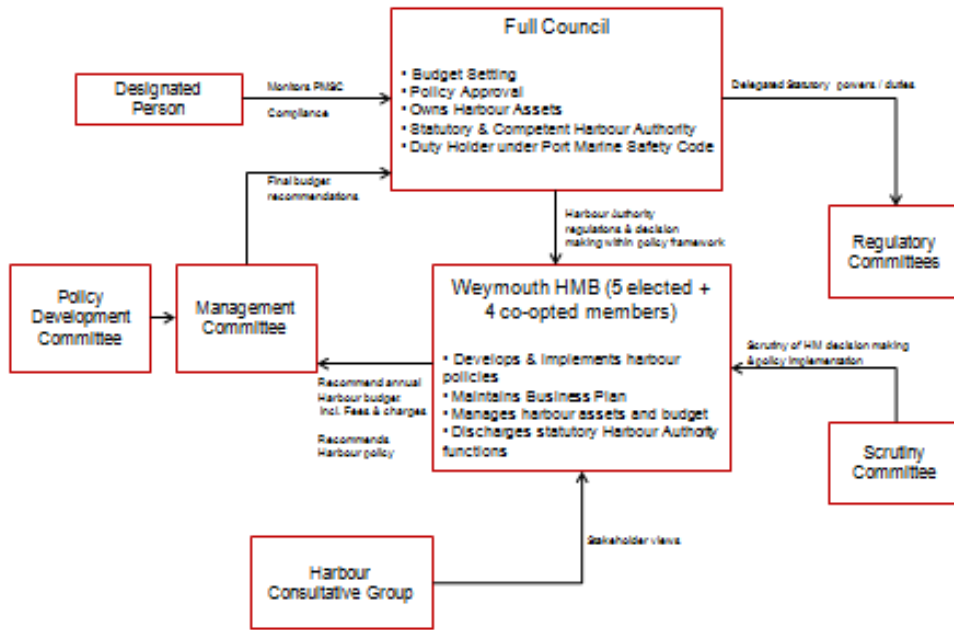 Full Council
• Budget Setting
• Policy Approval
• Owns Harbour Assets
• Statutory & Competent Harbour Authority
• Duty Holder under Port Marine Safety Code
Designated
Person
Monitors PMSC
Compliance
Delegated Statutory powers / duties
Final budget
recommendations
Harbour Authority
regulations & decision
making within policy framework
Regulatory
Committees
Policy
Development
Committee
Management
Committee
Weymouth HMB (5 elected +
4 co-opted members)
• Develops & Implements harbour
policies
• Maintains Business Plan
• Manages harbour assets and budget
• Discharges statutory Harbour Authority
functions
Recommend annual
Harbour budget
Incl. Fees & charges
Recommends
Harbour policy
Scrutiny of HM decision making
& policy Implementation
Scrutiny
Committee
Stakeholder views
Harbour
Consultative Group